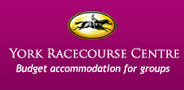 YORK RACECOURSE CENTRE
Budget accommodation for groups